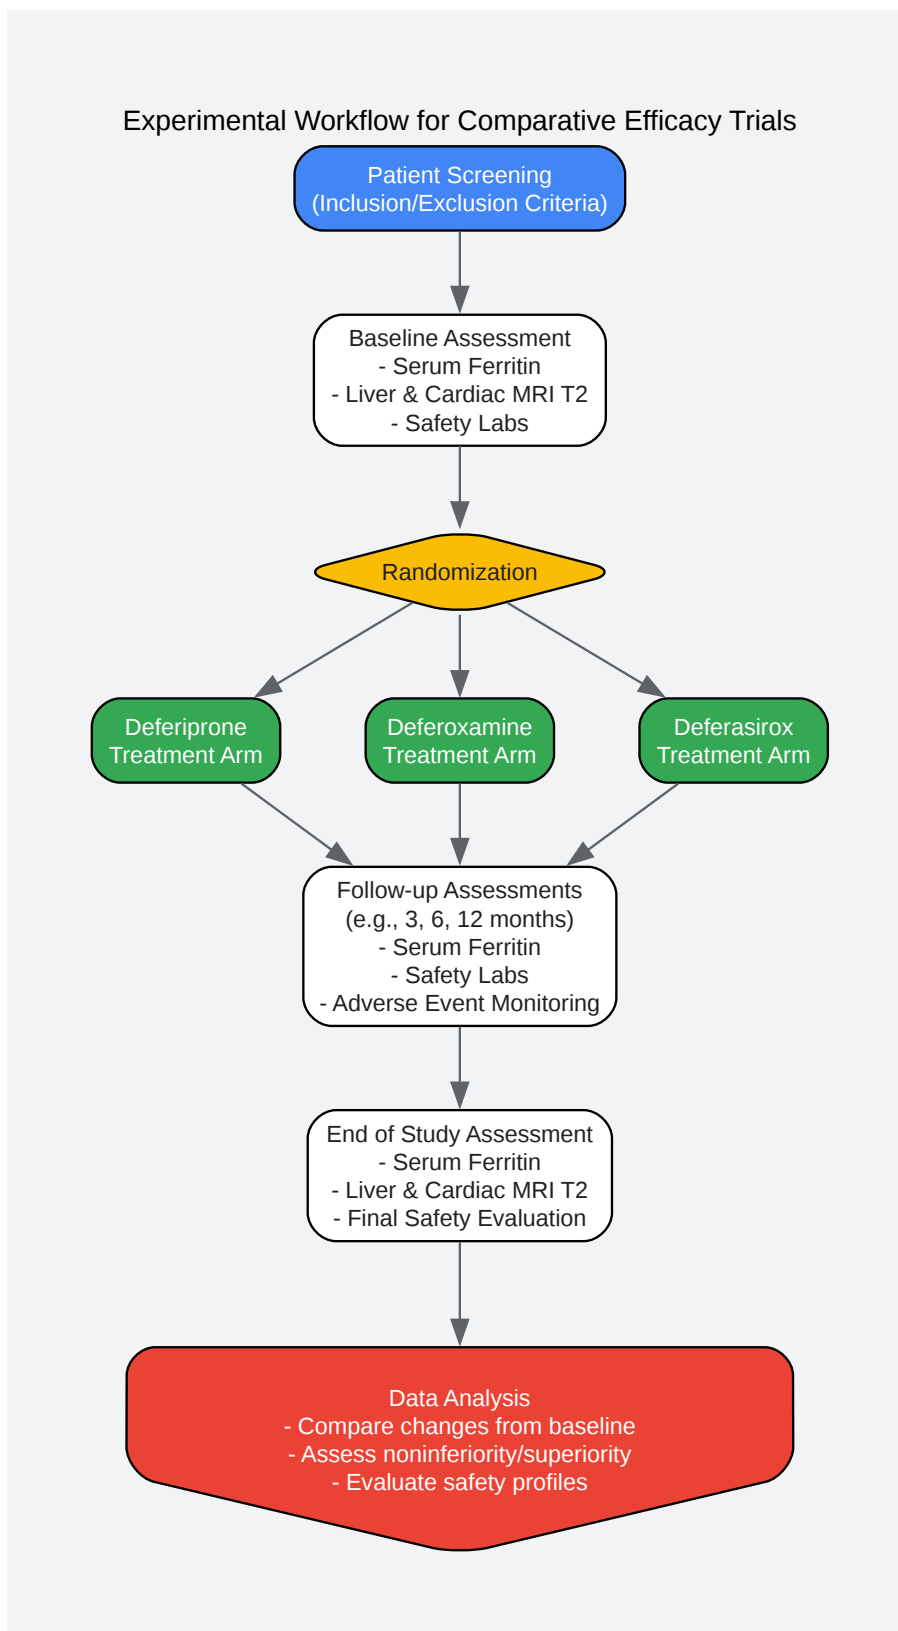 Experimental Workflow for Comparative Efficacy Trials
Patient Screening
(Inclusion/Exclusion Criteria)
Baseline Assessment
- Serum Ferritin
- Liver & Cardiac MRI T2
- Safety Labs
Randomization
Deferiprone
Treatment Arm
Deferoxamine
Treatment Arm
Deferasirox
Treatment Arm
Follow-up Assessments
(e.g., 3, 6, 12 months)
- Serum Ferritin
- Safety Labs
- Adverse Event Monitoring
End of Study Assessment
- Serum Ferritin
- Liver & Cardiac MRI T2
- Final Safety Evaluation
Data Analysis
- Compare changes from baseline
- Assess noninferiority/superiority
- Evaluate safety profiles